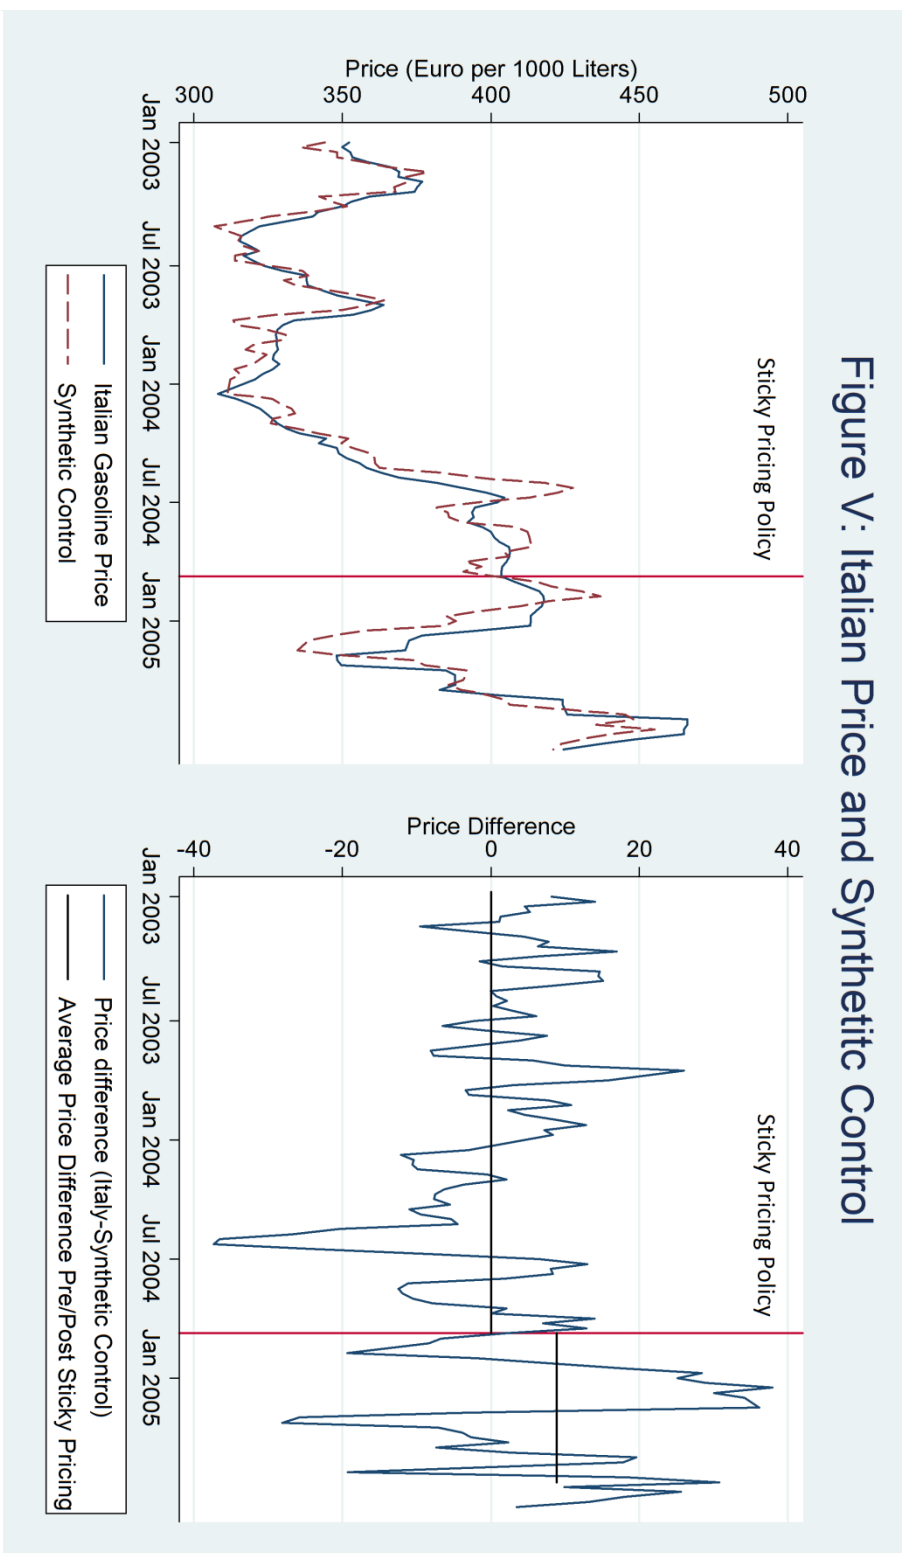 Figure V: Italian Price and Synthetitc Control
Sticky Pricing Policy
Price (Euro per 1000 Liters)
300 350 400 450 500
Jan 2003 Jul 2003 Jan 2004 Jul 2004 Jan 2005
Italian Gasoline Price
Synthetic Control
Sticky Pricing Policy
Price Difference
-40 -20 0 20 40
Jan 2003 Jul 2003 Jan 2004 Jul 2004 Jan 2005
Price difference (Italy-Synthetic Control)
Average Price Difference Pre/Post Sticky Pricing